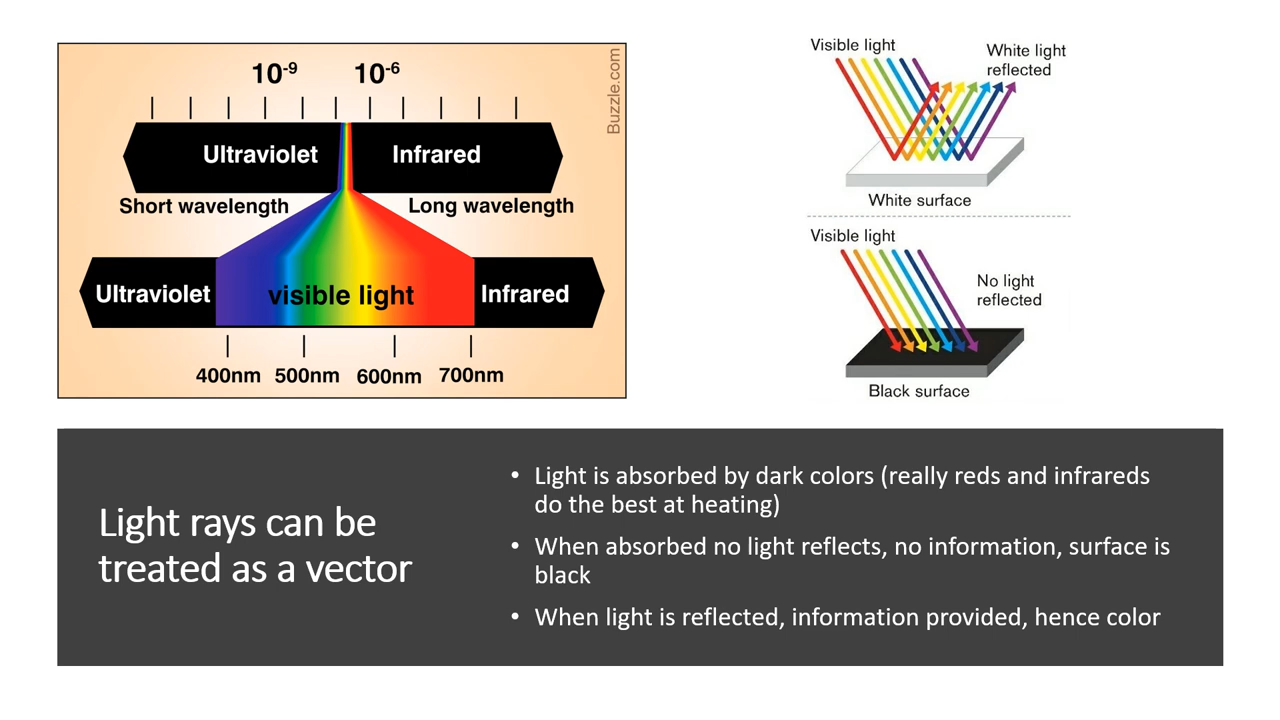 10-9 10-6
Buzzle.com
Ultraviolet Infrared
Short wavelength Long wavelength
Ultraviolet visible light Infrared
400nm 500nm 600nm 700nm
Visible light
White light
reflected
White surface
Visible light
No light
reflected
Black surface
Light rays can be
treated as a vector
• Light is absorbed by dark colors (really reds and infrareds
do the best at heating)
• When absorbed no light reflects, no information, surface is
black
• When light is reflected, information provided, hence color